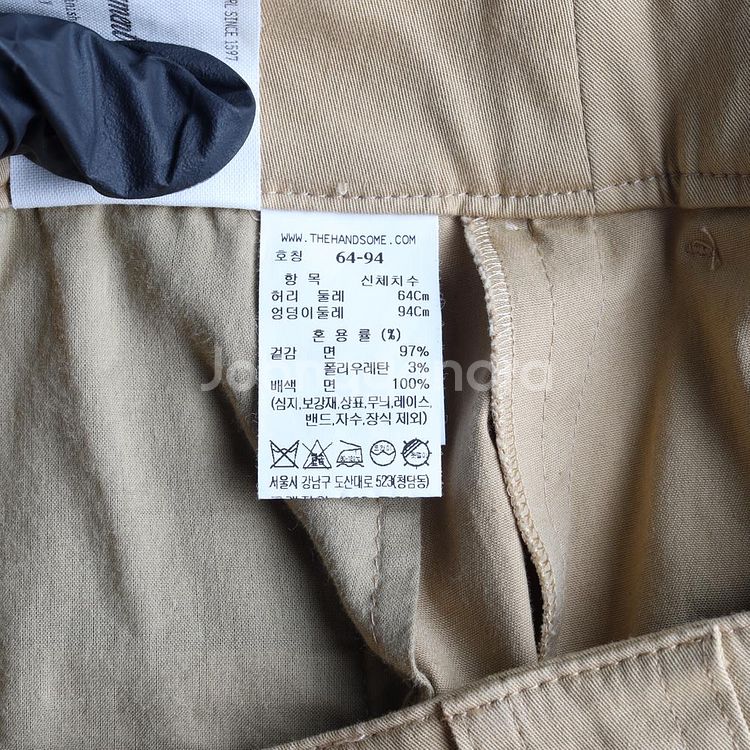 SINCE 1597
WWW.THEHANDSOME.COM
호칭 64-94
항 목 신체치수
허리 둘레 64Cm
엉덩이둘레 94Cm
혼 용 률 (%)
겉감 면 97%
폴리우레탄 3%
배색 면 100%
(심지,보강재,상표,무늬,레이스,
밴드,자수,장식 제외)
서울시 강남구 도산대로 523(청담동)